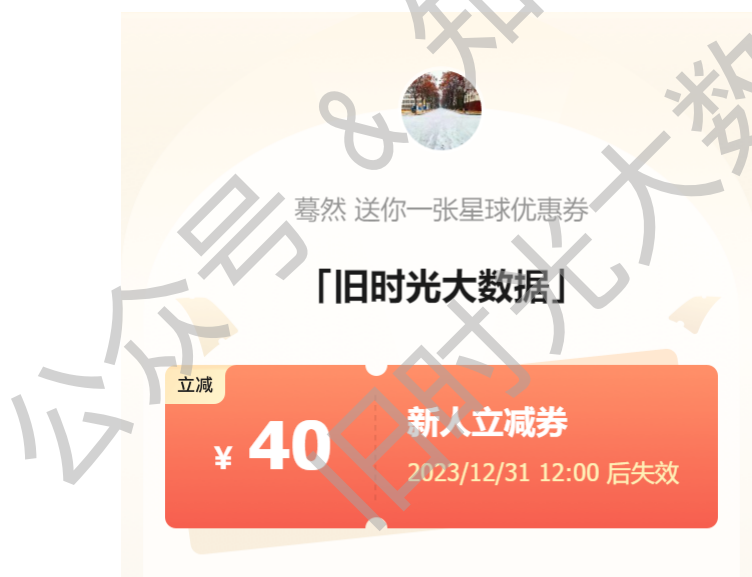 蓦然 送你一张星球优惠券
「旧时光大数据」
立减
¥ 40
新人立减券
2023/12/31 12:00 后失效
公众号 & 知
旧时光大数